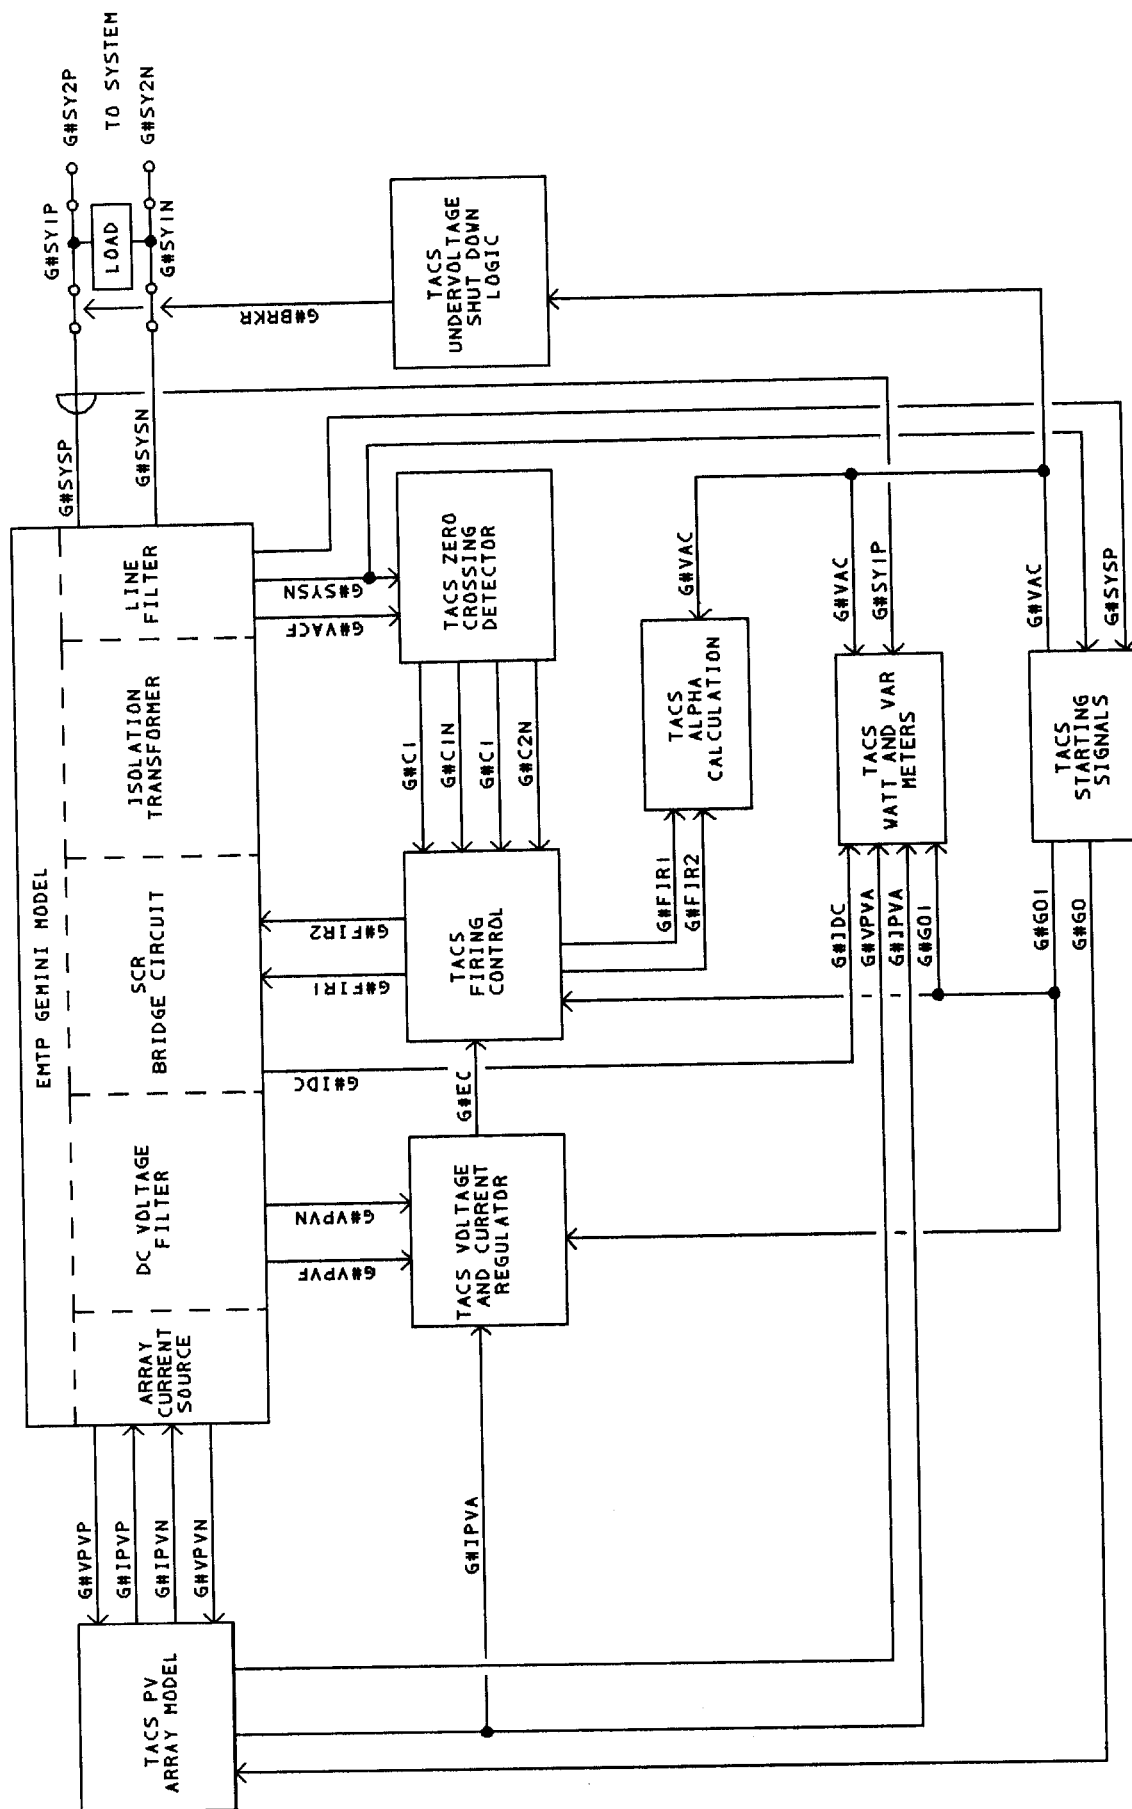 EMTP GEMINI MODEL
ARRAY
CURRENT
SOURCE
DC VOLTAGE
FILTER
SCR
BRIDGE CIRCUIT
ISOLATION
TRANSFORMER
LINE
FILTER
G#VPVP
G#IPVP
G#IPVN
G#VPVN
TACS PV
ARRAY MODEL
G#SYSP
G#SYSN
G#SY1P
LOAD
G#SY1N
G#SY2P
TO SYSTEM
G#SY2N
G#BRKR
TACS
UNDERVOLTAGE
SHUT DOWN
LOGIC
G#VPVF
G#VPVN
G#IDC
G#FIR1
G#FIR2
G#VACF
G#SYSN
G#IPVA
TACS VOLTAGE
AND CURRENT
REGULATOR
G#EC
TACS
FIRING
CONTROL
G#C1
G#C1N
G#C1
G#C2N
TACS ZERO
CROSSING
DETECTOR
G#FIR1
G#FIR2
TACS
ALPHA
CALCULATION
G#VAC
G#IDC
G#VPVA
G#IPVA
G#GO1
TACS
WATT AND VAR
METERS
G#VAC
G#SY1P
G#GO1
G#GO
TACS
STARTING
SIGNALS
G#VAC
G#SYSP